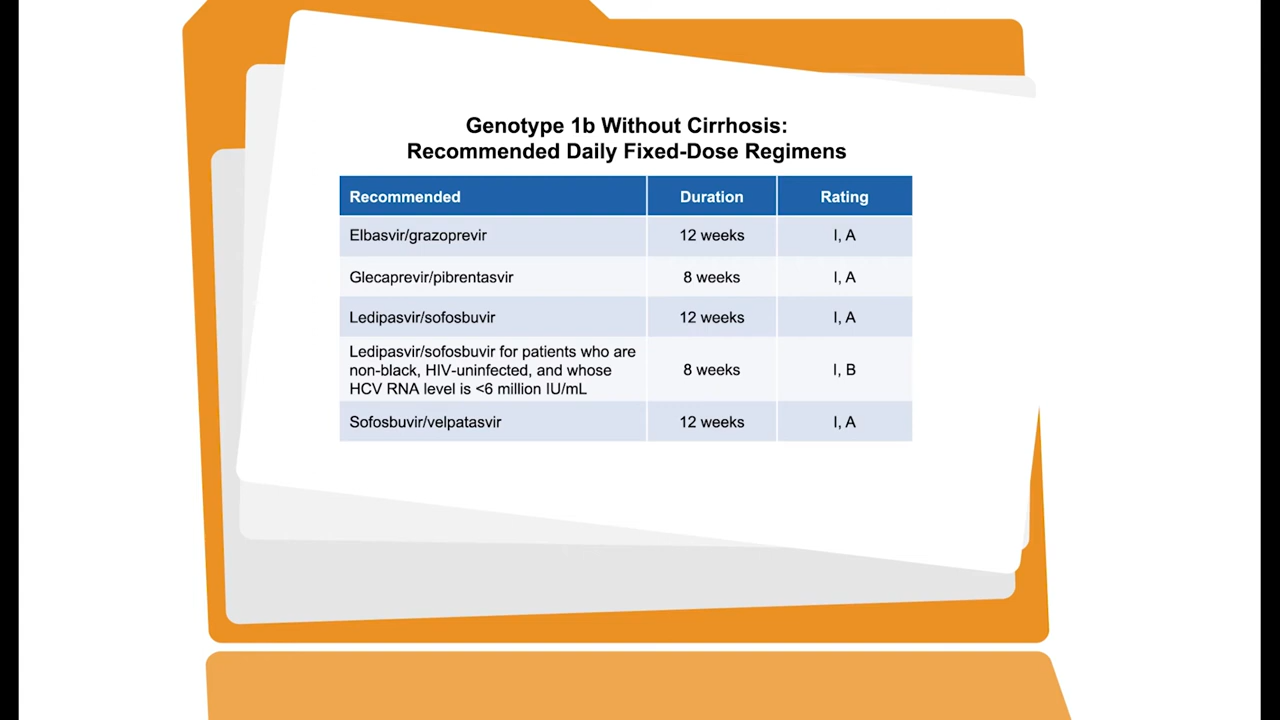 Genotype 1b Without Cirrhosis:
Recommended Daily Fixed-Dose Regimens
Recommended Duration Rating
Elbasvir/grazoprevir 12 weeks I, A
Glecaprevir/pibrentasvir 8 weeks I, A
Ledipasvir/sofosbuvir 12 weeks I, A
Ledipasvir/sofosbuvir for patients who are
non-black, HIV-uninfected, and whose 8 weeks I, B
HCV RNA level is <6 million IU/mL
Sofosbuvir/velpatasvir 12 weeks I, A